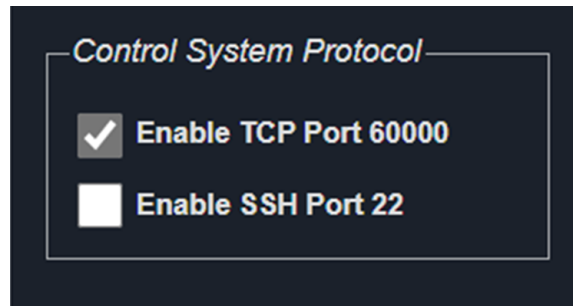 Control System Protocol
Enable TCP Port 60000
Enable SSH Port 22